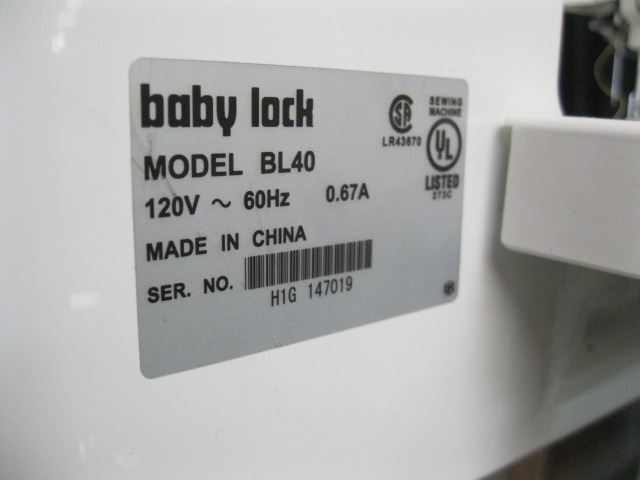 baby lock
MODEL BL40
120V ~ 60Hz 0.67A
MADE IN CHINA
SER. NO.
H1G 147019
LR43670
SEWING
MACHINE
UL
LISTED
273C